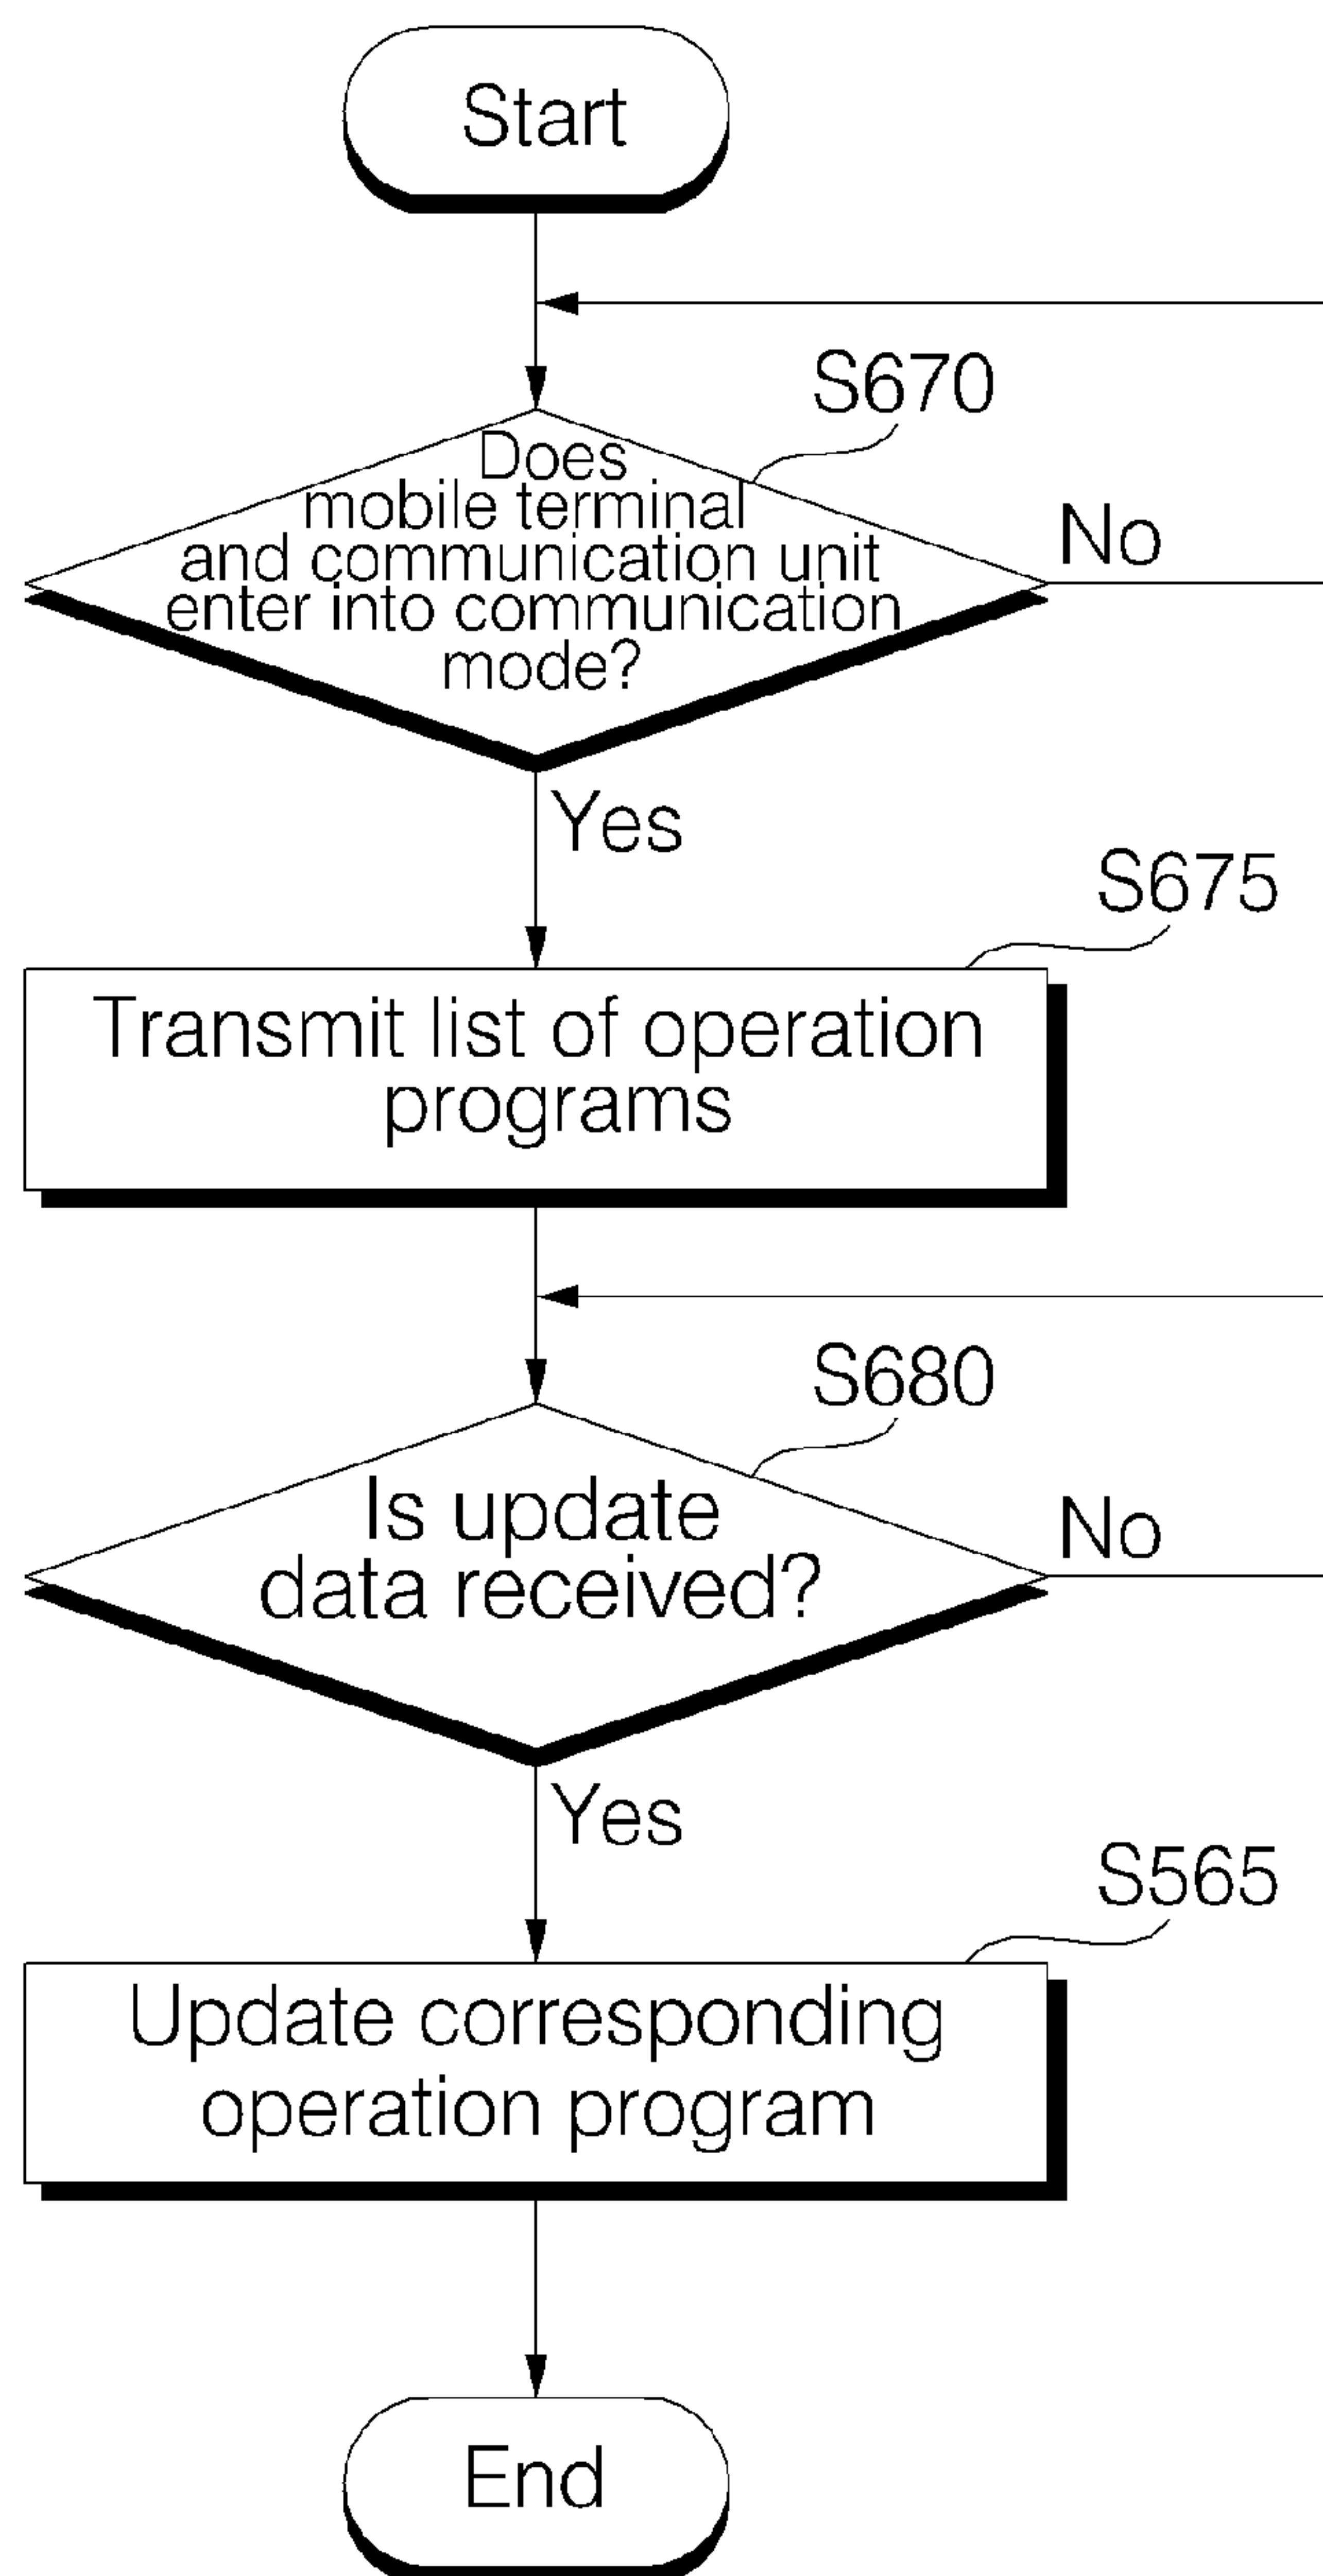 Start
S670
Does
mobile terminal
and communication unit
enter into communication
mode?
No
Yes
S675
Transmit list of operation
programs
S680
Is update
data received?
No
Yes
S565
Update corresponding
operation program
End